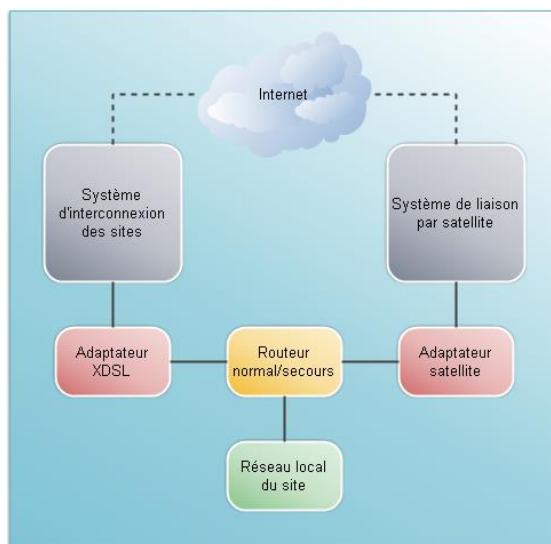 Internet
Système
d'interconnexion
des sites
Système de liaison
par satellite
Adaptateur
XDSL
Routeur
normal/secours
Adaptateur
satellite
Réseau local
du site